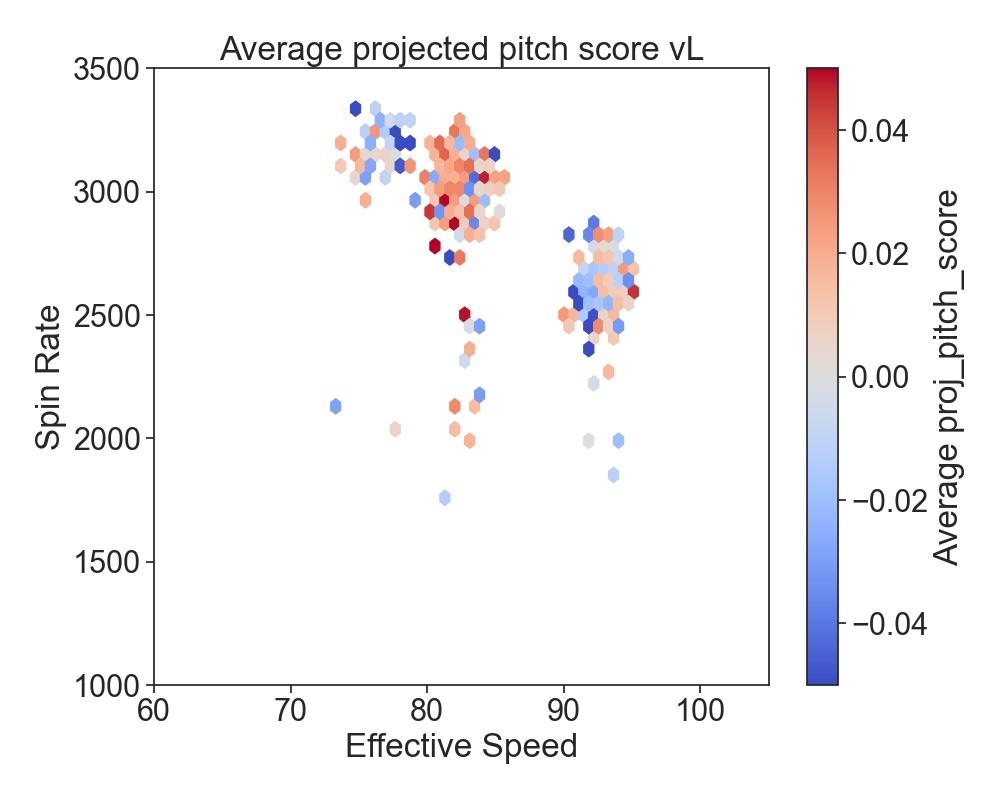 Average projected pitch score vL
3500
3000
2500
2000
1500
1000
Spin Rate
60 70 80 90 100
Effective Speed
0.04
0.02
0.00
−0.02
−0.04
Average proj_pitch_score